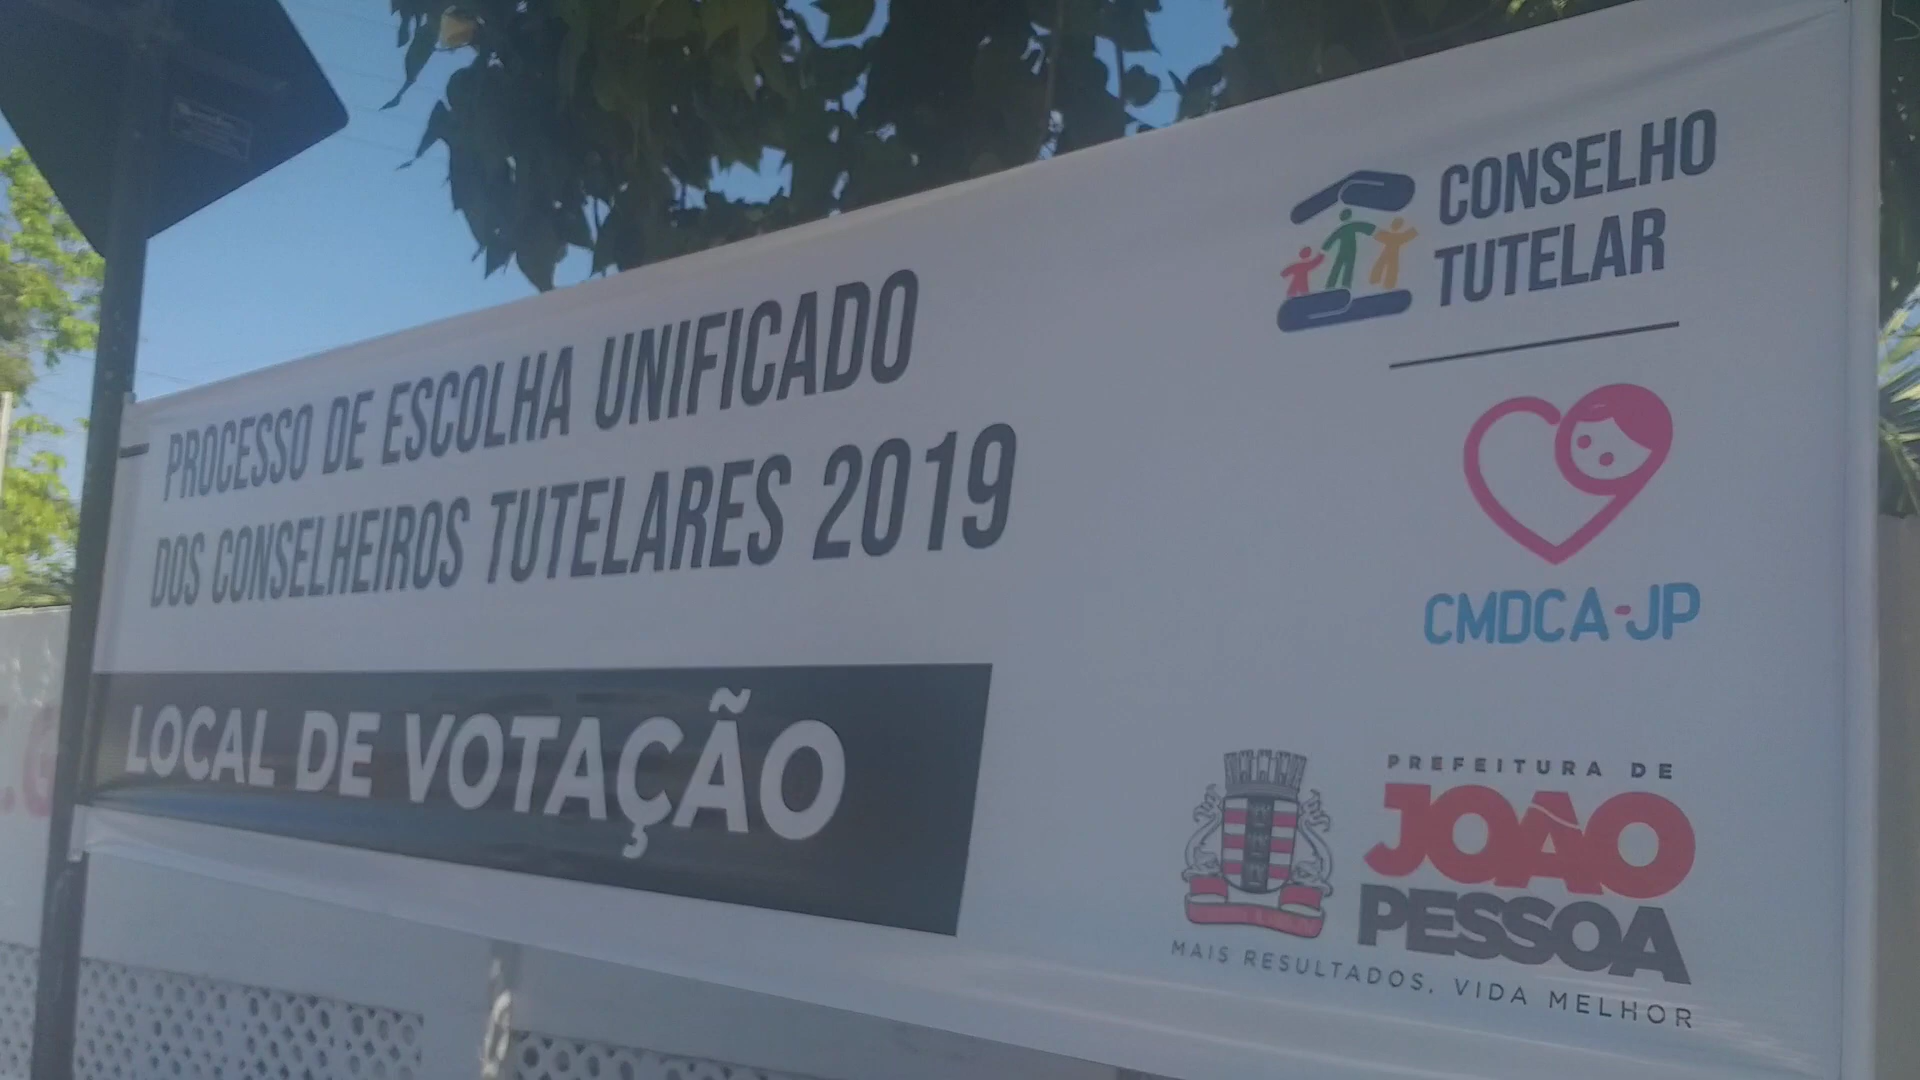 PROCESSO DE ESCOLHA UNIFICADO
DOS CONSELHEIROS TUTELARES 2019
LOCAL DE VOTAÇÃO
CONSELHO
TUTELAR
CMDCA-JP
PREFEITURA DE
JOÃO
PESSOA
MAIS RESULTADOS, VIDA MELHOR